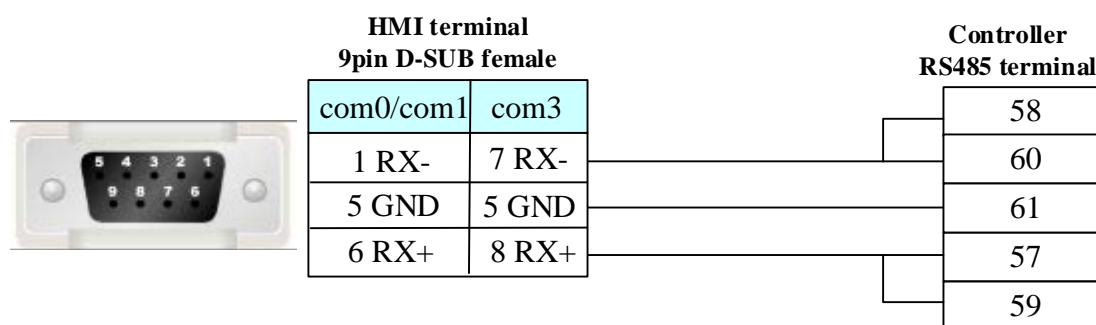 HMI terminal
9pin D-SUB female
Controller
RS485 terminal
com0/com1 com3
58
1 RX- 7 RX-
60
5 GND 5 GND
61
6 RX+ 8 RX+
57
59
5 4 3 2 1
9 8 7 6